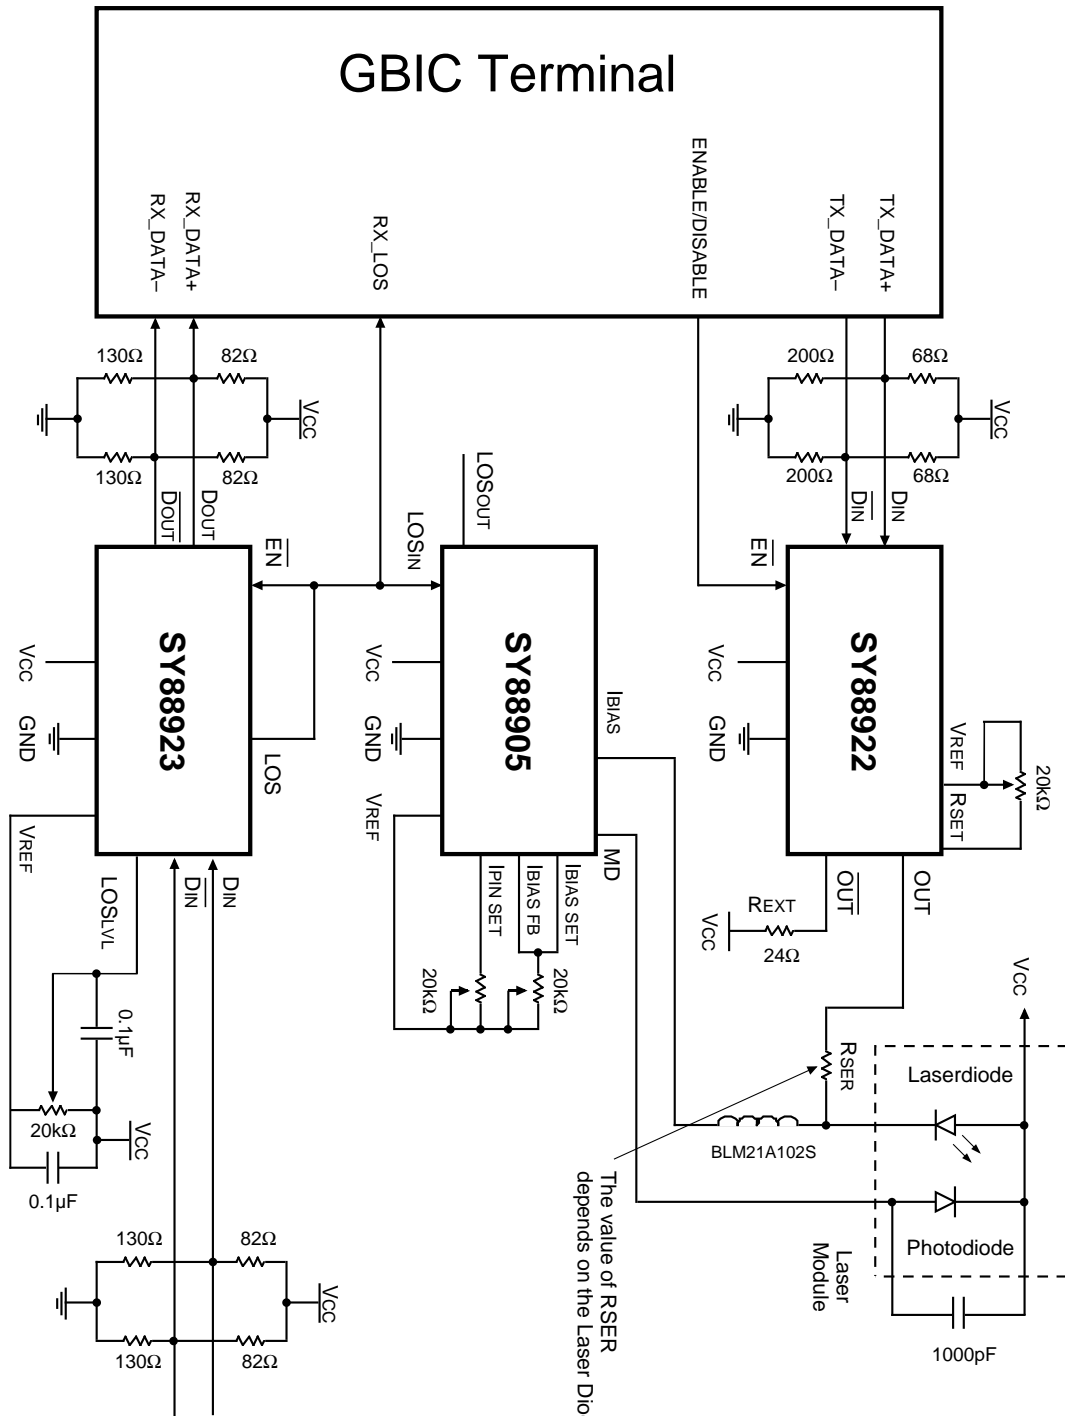 GBIC Terminal
RX_DATA–
RX_DATA+
RX_LOS
ENABLE/DISABLE
TX_DATA–
TX_DATA+
130Ω
82Ω
200Ω
68Ω
VCC
VCC
130Ω
82Ω
200Ω
68Ω
LOSOUT
DOUT
DOUT
EN
LOSIN
EN
DIN
DIN
SY88923
SY88905
SY88922
VCC
GND
LOS
VCC
GND
IBIAS
VCC
GND
VREF
RSET
20kΩ
VREF
LOSLVL
DIN
DIN
VREF
IPIN SET
IBIAS FB
IBIAS SET
MD
OUT
OUT
REXT
24Ω
VCC
20kΩ
20kΩ
VCC
0.1µF
20kΩ
VCC
0.1µF
RSER
Laserdiode
BLM21A102S
Photodiode
Laser
Module
1000pF
The value of RSER
depends on the Laser Dio
130Ω
82Ω
VCC
130Ω
82Ω